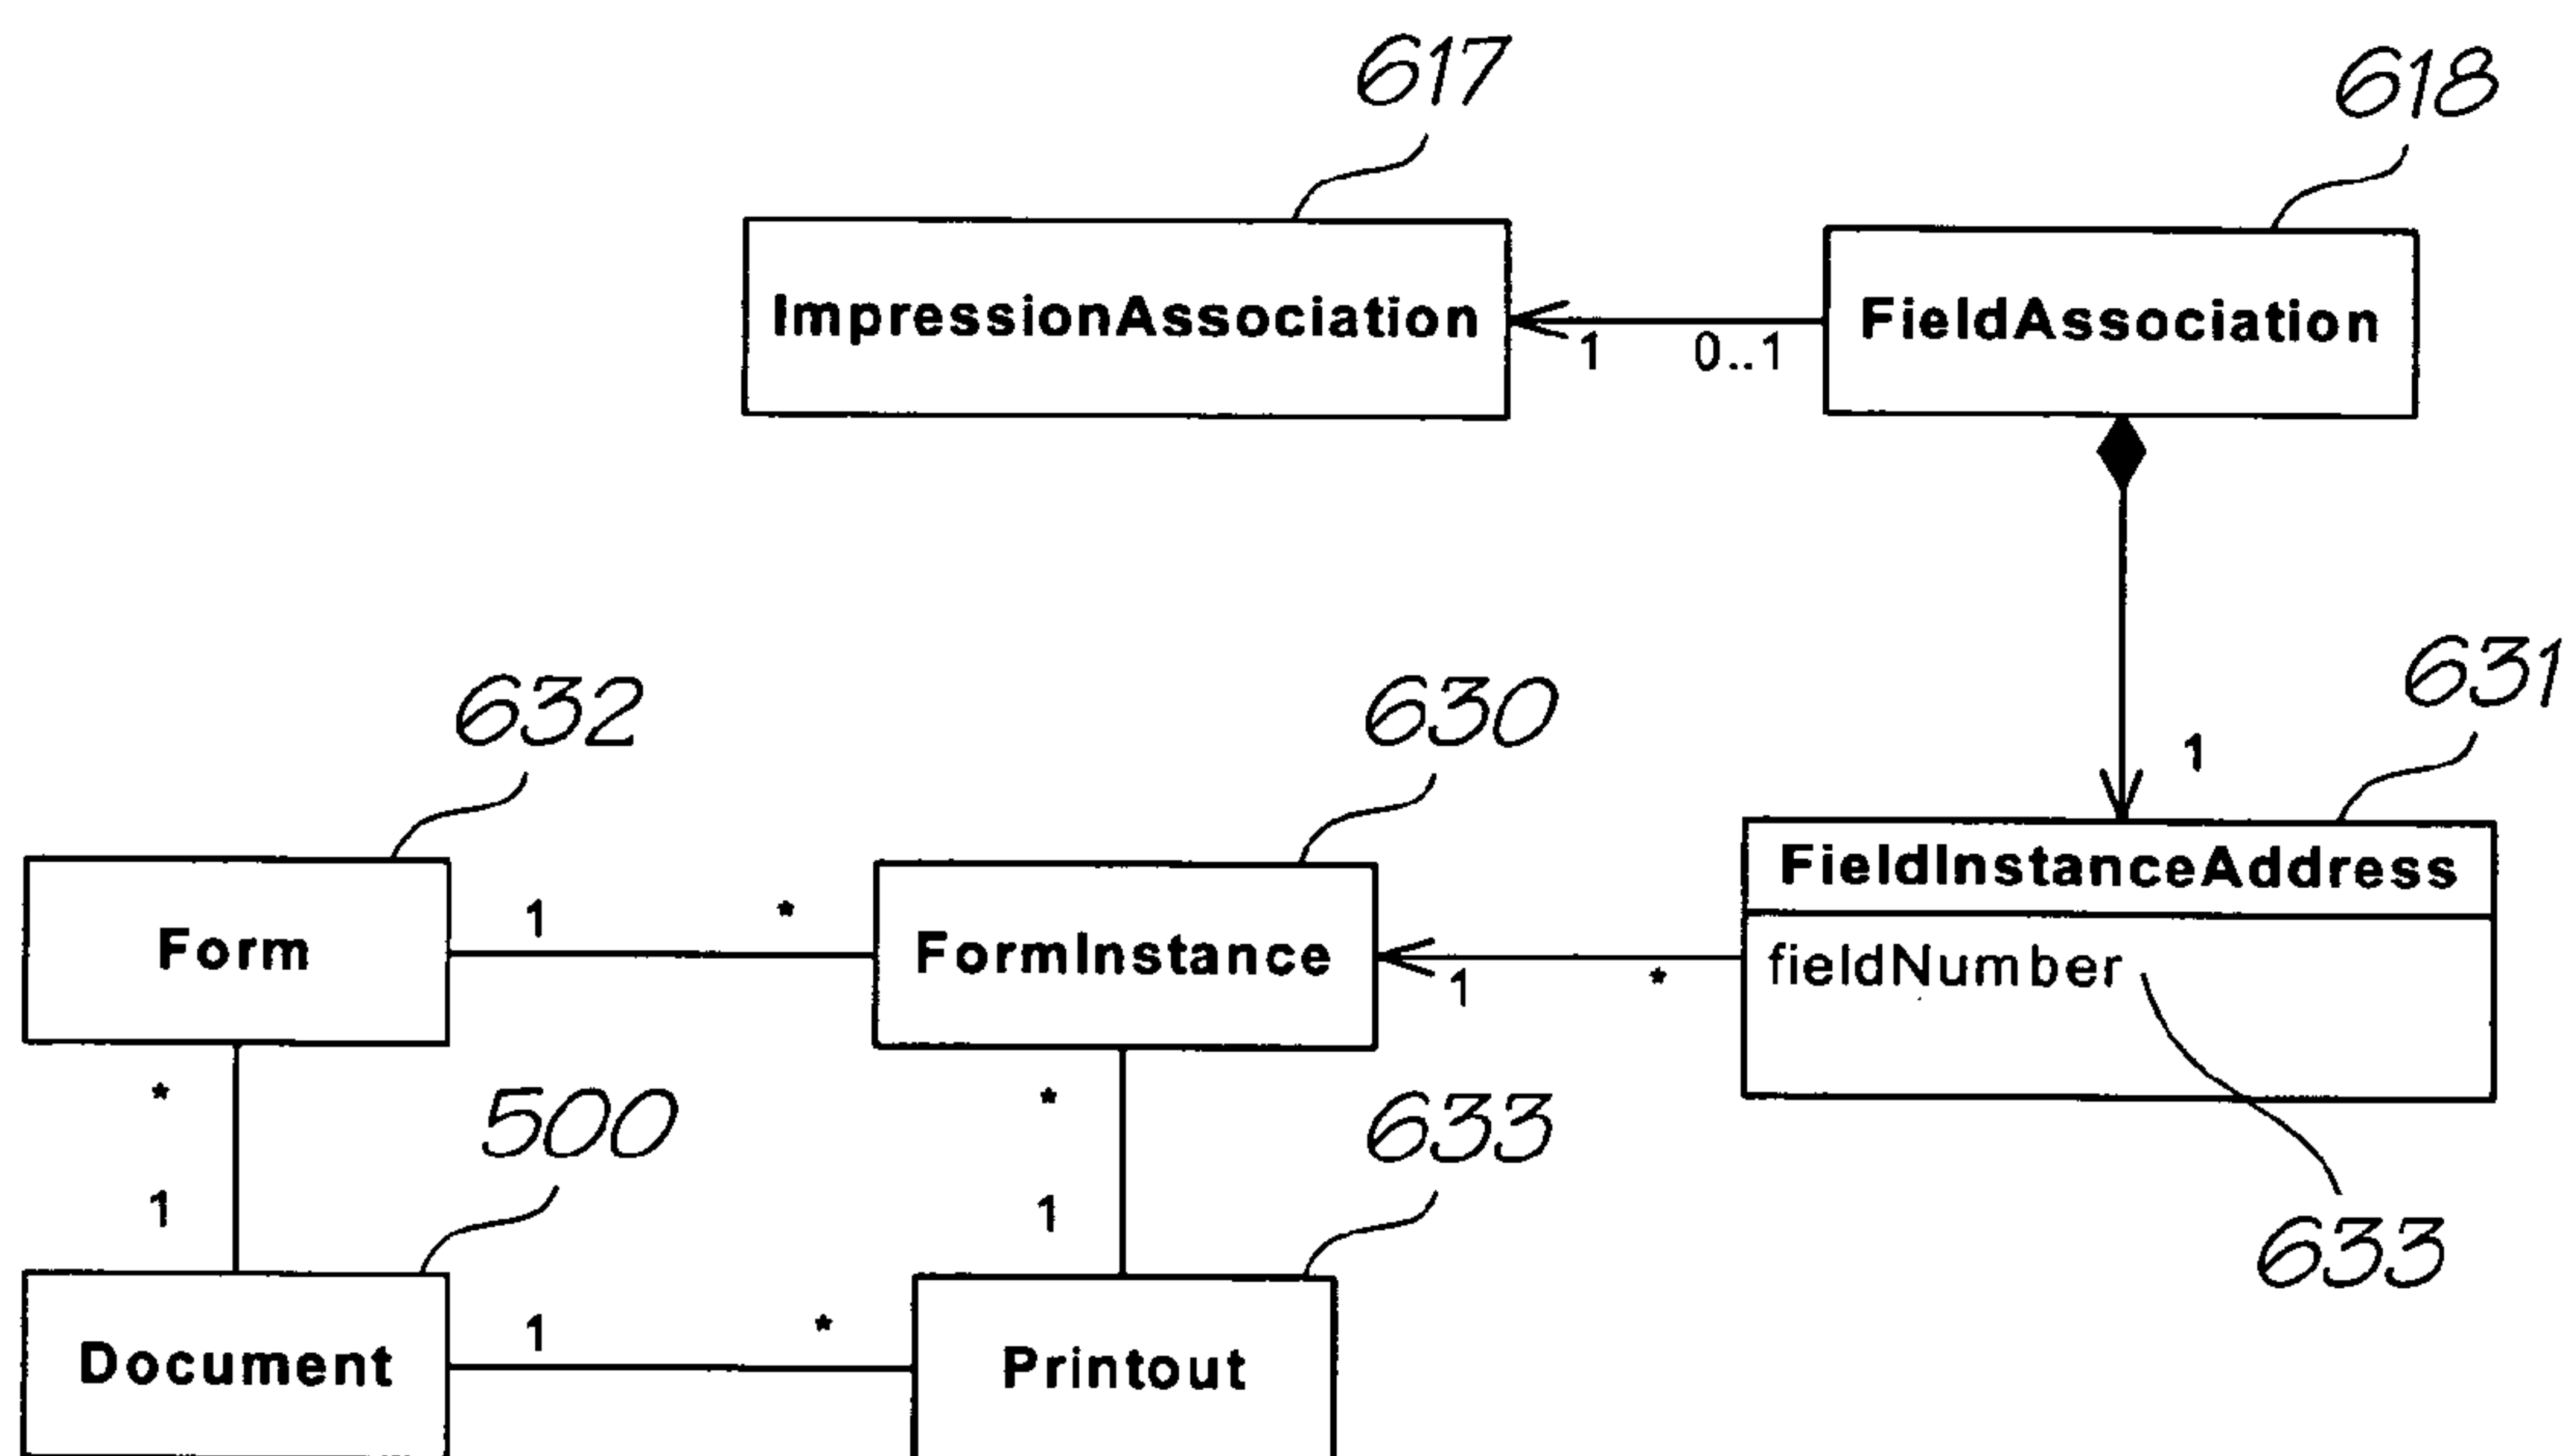 617
618
ImpressionAssociation
1
0..1
FieldAssociation
1
632
630
631
Form
1
*
FormInstance
1
*
FieldInstanceAddress
fieldNumber
633
*
1
*
1
500
633
Document
1
*
Printout